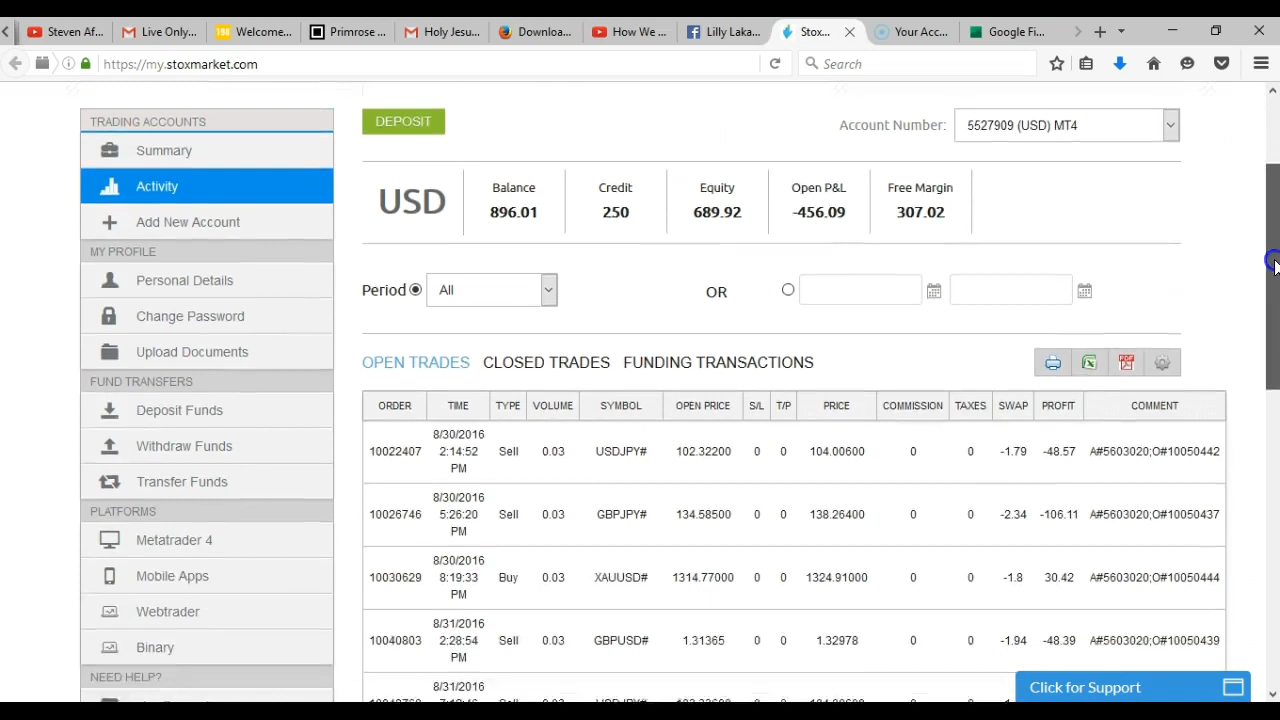 Steven Af... Live Only... 198 Welcome... Primrose ... Holy Jesu... Downloa... How We ... Lilly Laka... Stox... Your Acc... Google Fi...
https://my.stoxmarket.com Search
TRADING ACCOUNTS
Summary
Activity
Add New Account
MY PROFILE
Personal Details
Change Password
Upload Documents
FUND TRANSFERS
Deposit Funds
Withdraw Funds
Transfer Funds
PLATFORMS
Metatrader 4
Mobile Apps
Webtrader
Binary
NEED HELP?
DEPOSIT
Account Number: 5527909 (USD) MT4
USD
Balance Credit Equity Open P&L Free Margin
896.01 250 689.92 -456.09 307.02
Period All OR
OPEN TRADES CLOSED TRADES FUNDING TRANSACTIONS
ORDER TIME TYPE VOLUME SYMBOL OPEN PRICE S/L T/P PRICE COMMISSION TAXES SWAP PROFIT COMMENT
8/30/2016
10022407 2:14:52 Sell 0.03 USDJPY# 102.32200 0 0 104.00600 0 0 -1.79 -48.57 A#5603020;O#10050442
PM
8/30/2016
10026746 5:26:20 Sell 0.03 GBPJPY# 134.58500 0 0 138.26400 0 0 -2.34 -106.11 A#5603020;O#10050437
PM
8/30/2016
10030629 8:19:33 Buy 0.03 XAUUSD# 1314.77000 0 0 1324.91000 0 0 -1.8 30.42 A#5603020;O#10050444
PM
8/31/2016
10040803 2:28:54 Sell 0.03 GBPUSD# 1.31365 0 0 1.32978 0 0 -1.94 -48.39 A#5603020;O#10050439
PM
8/31/2016
Click for Support